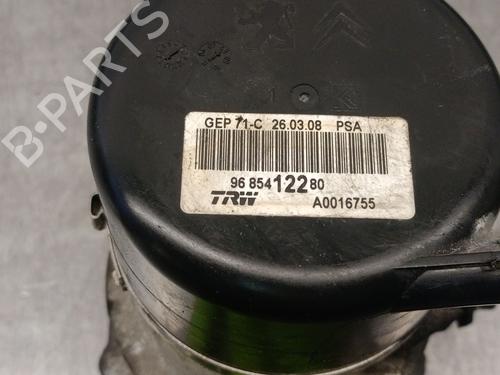 B-PARTS
GEP 71-C 26.03.08 PSA
96 854 122 80
TRW A0016755